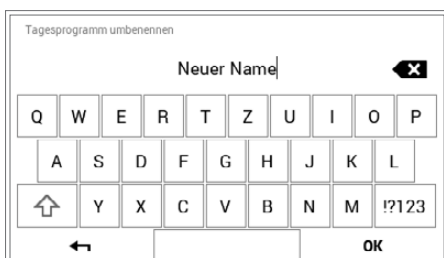 Tagesprogramm umbenennen
Neuer Name
Q W E R T Z U I O P
A S D F G H J K L
Y X C V B N M !?123
OK